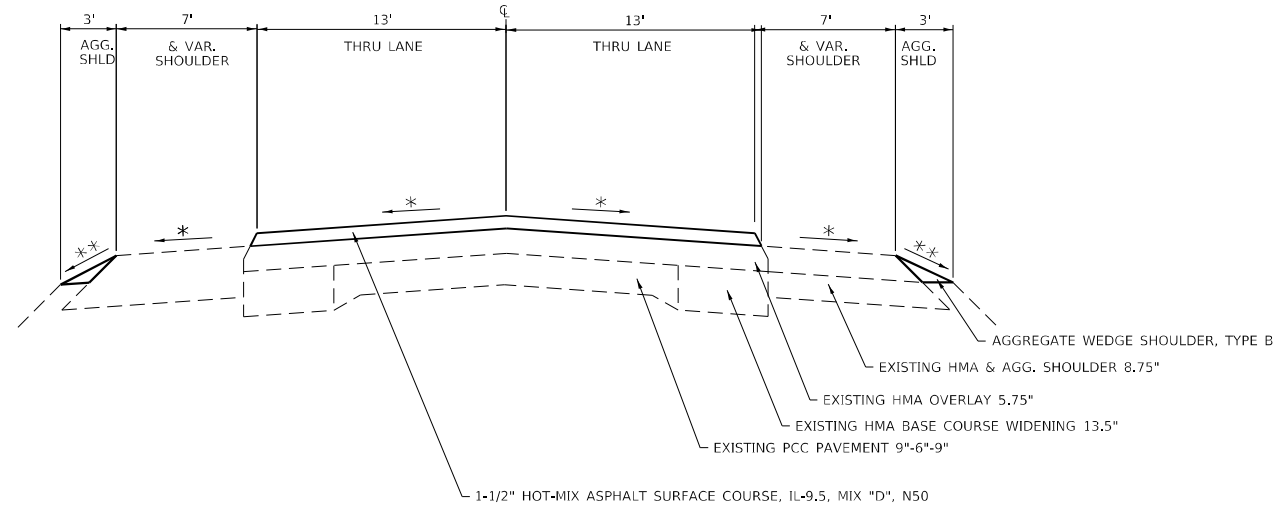 3'
7'
13'
℄
13'
7'
3'
AGG.
SHLD
& VAR.
SHOULDER
THRU LANE
THRU LANE
& VAR.
SHOULDER
AGG.
SHLD
*
*
*
*
**
**
AGGREGATE WEDGE SHOULDER, TYPE B
EXISTING HMA & AGG. SHOULDER 8.75"
EXISTING HMA OVERLAY 5.75"
EXISTING HMA BASE COURSE WIDENING 13.5"
EXISTING PCC PAVEMENT 9"-6"-9"
1-1/2" HOT-MIX ASPHALT SURFACE COURSE, IL-9.5, MIX "D", N50